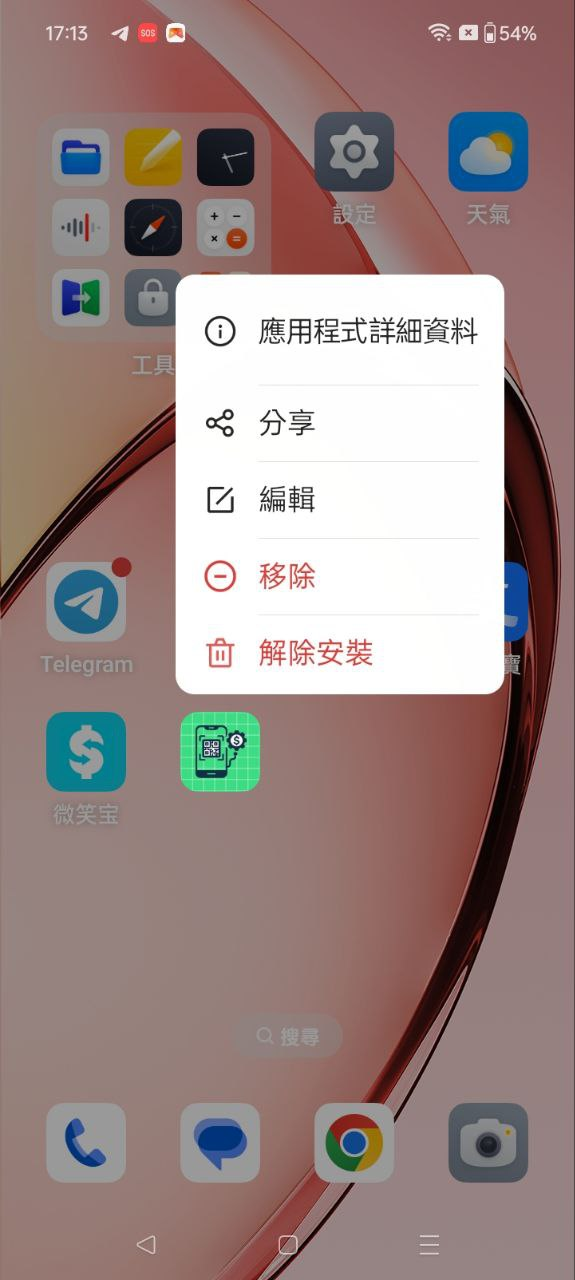 17:13
SOS
54%
設定
天氣
工具
應用程式詳細資料
分享
編輯
移除
解除安裝
Telegram
寶
微笑宝
搜尋